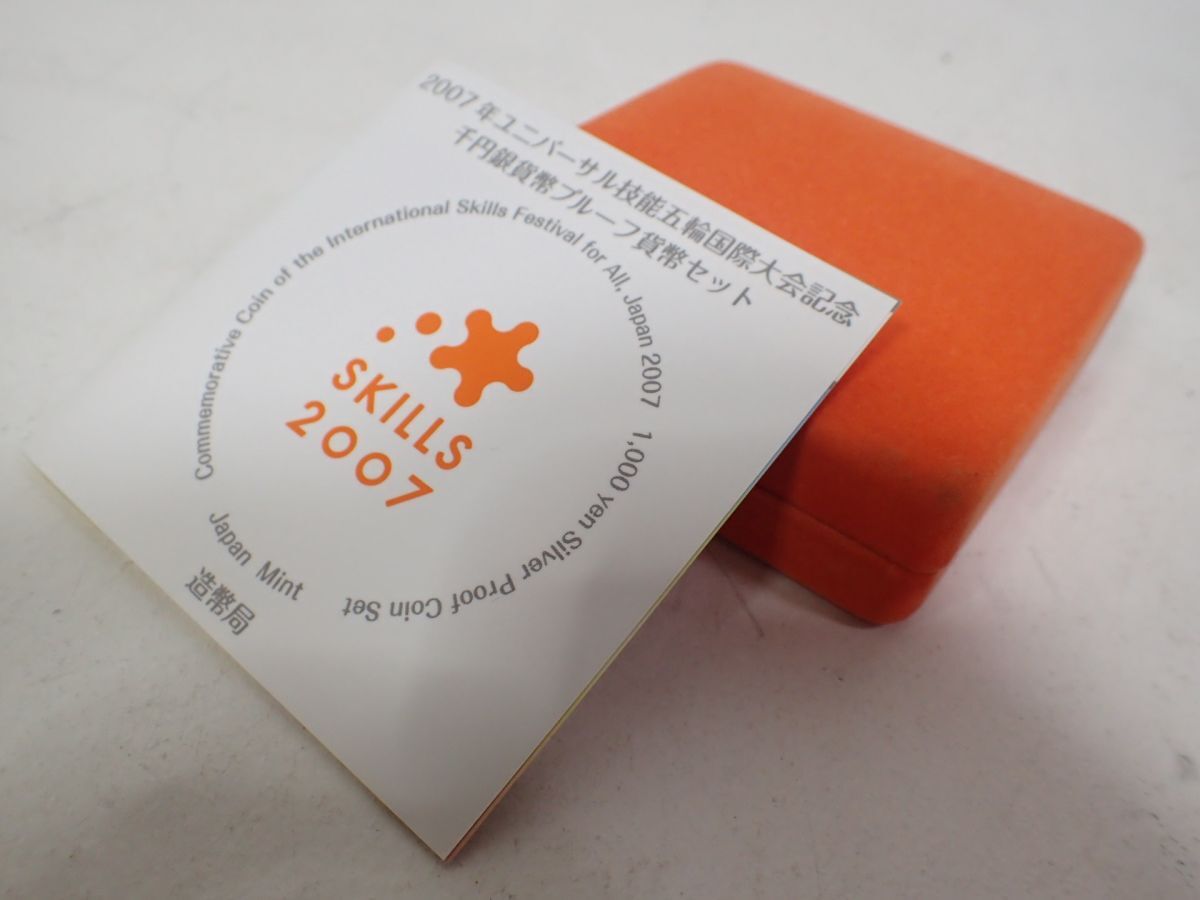 2007年ユニバーサル技能五輪国際大会記念
千円銀貨幣プルーフ貨幣セット
Commemorative Coin of the International Skills Festival for All, Japan 2007 1,000 yen Silver Proof Coin Set
SKILLS
2007
Japan Mint
造幣局